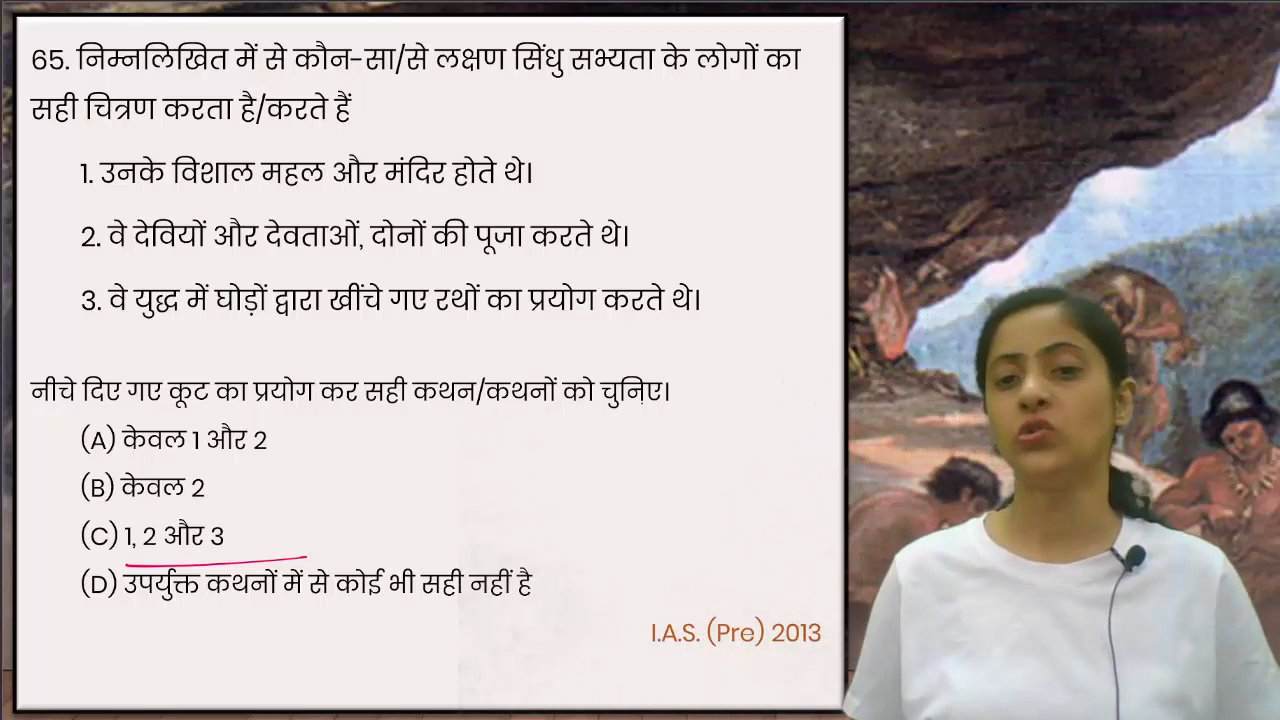 65. निम्नलिखित में से कौन-सा/से लक्षण सिंधु सभ्यता के लोगों का
सही चित्रण करता है/करते हैं
1. उनके विशाल महल और मंदिर होते थे।
2. वे देवियों और देवताओं, दोनों की पूजा करते थे।
3. वे युद्ध में घोड़ों द्वारा खींचे गए रथों का प्रयोग करते थे।
नीचे दिए गए कूट का प्रयोग कर सही कथन/कथनों को चुनिए।
(A) केवल 1 और 2
(B) केवल 2
(C) 1, 2 और 3
(D) उपर्युक्त कथनों में से कोई भी सही नहीं है
I.A.S. (Pre) 2013